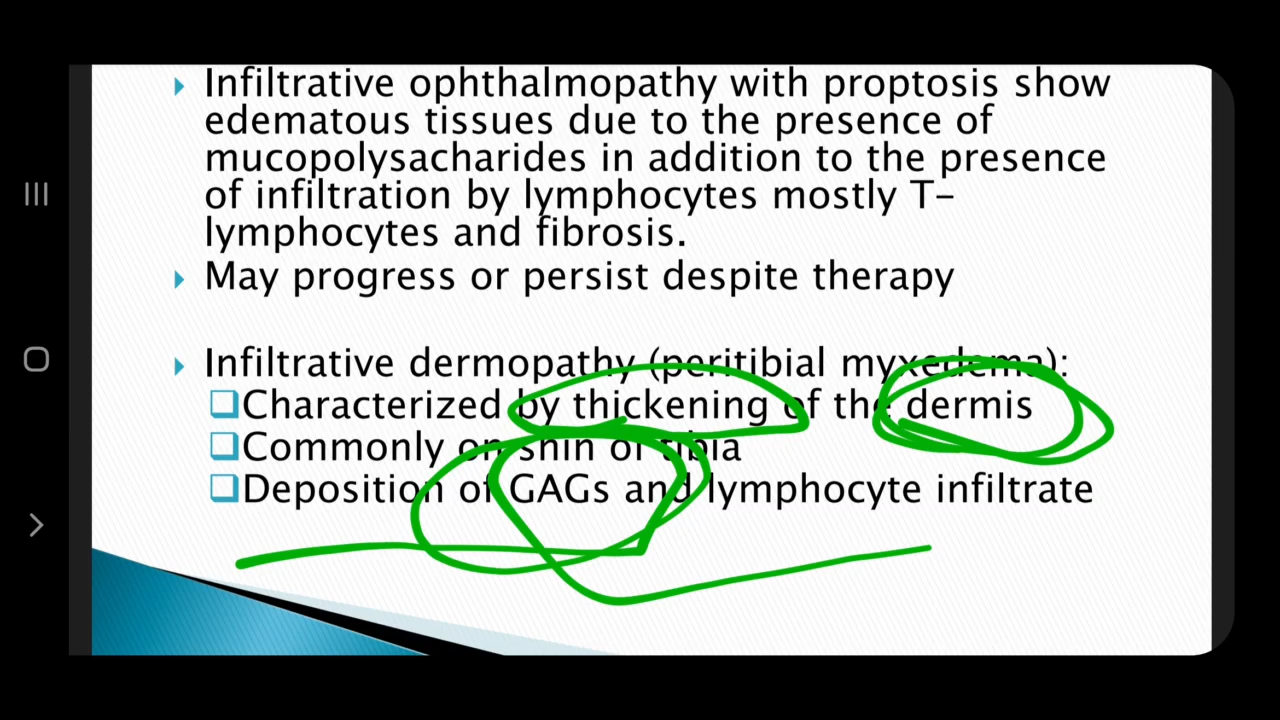 Infiltrative ophthalmopathy with proptosis show
edematous tissues due to the presence of
mucopolysacharides in addition to the presence
of infiltration by lymphocytes mostly T-
lymphocytes and fibrosis.
May progress or persist despite therapy
Infiltrative dermopathy (peritibial myxedema):
Characterized by thickening of the dermis
Commonly on shin of tibia
Deposition of GAGs and lymphocyte infiltrate